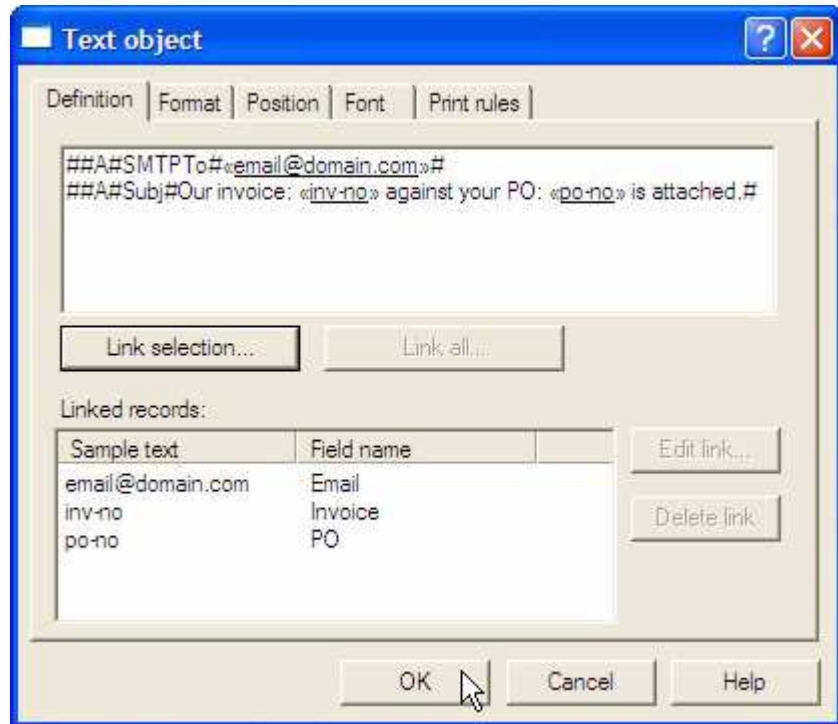 Text object
Definition Format Position Font Print rules
##A#SMTPTo#«email@domain.com»#
##A#Subj#Our invoice: «inv-no» against your PO: «po-no» is attached.#
Link selection... Link all...
Linked records:
Sample text Field name
Edit link...
email@domain.com Email
inv-no Invoice
Delete link
po-no PO
OK Cancel Help